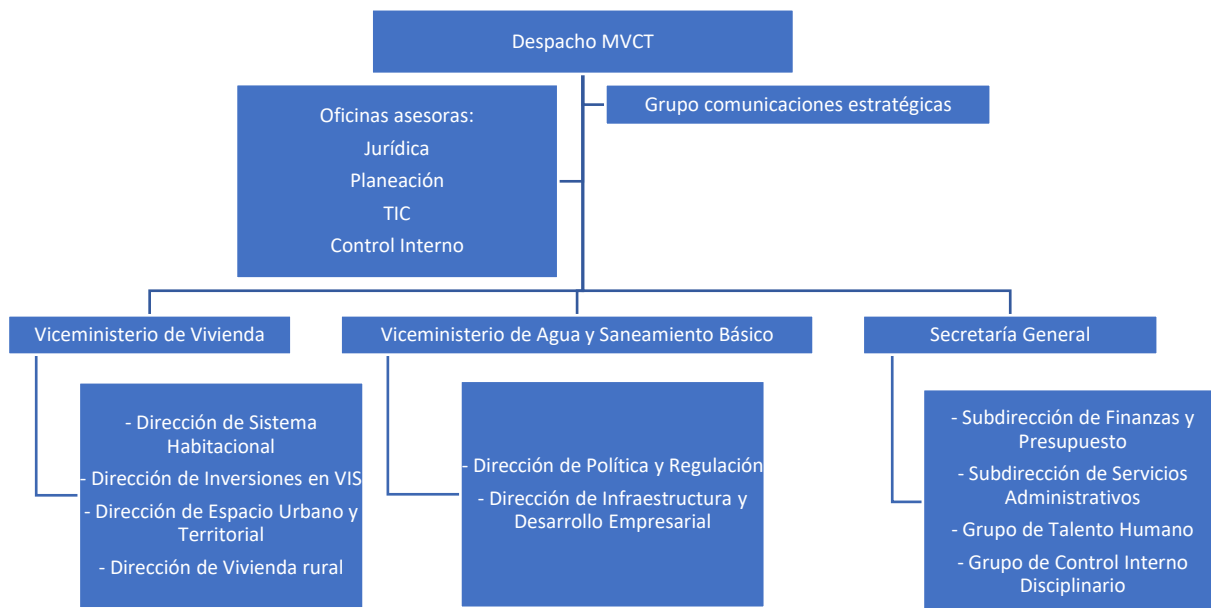 Despacho MVCT
Grupo comunicaciones estratégicas
Oficinas asesoras:
Jurídica
Planeación
TIC
Control Interno
Viceministerio de Vivienda
Viceministerio de Agua y Saneamiento Básico
Secretaría General
- Dirección de Sistema
Habitacional
- Dirección de Inversiones en VIS
- Dirección de Espacio Urbano y
Territorial
- Dirección de Vivienda rural
- Dirección de Política y Regulación
- Dirección de Infraestructura y
Desarrollo Empresarial
- Subdirección de Finanzas y
Presupuesto
- Subdirección de Servicios
Administrativos
- Grupo de Talento Humano
- Grupo de Control Interno
Disciplinario